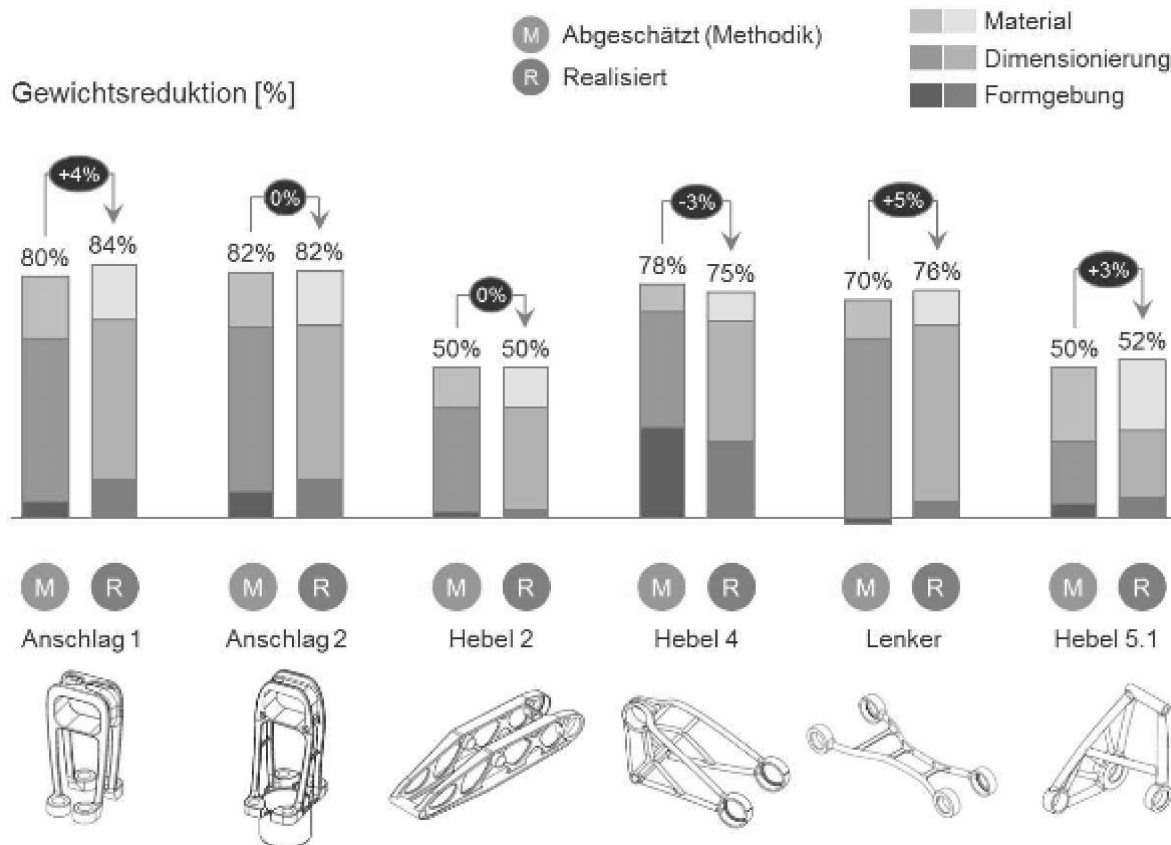 M Abgeschätzt (Methodik)
R Realisiert
Material
Dimensionierung
Formgebung
Gewichtsreduktion [%]
+4% 0% 0% -3% +5% +3%
80% 84% 82% 82% 50% 50% 78% 75% 70% 76% 50% 52%
M R M R M R M R M R M R
Anschlag 1 Anschlag 2 Hebel 2 Hebel 4 Lenker Hebel 5.1